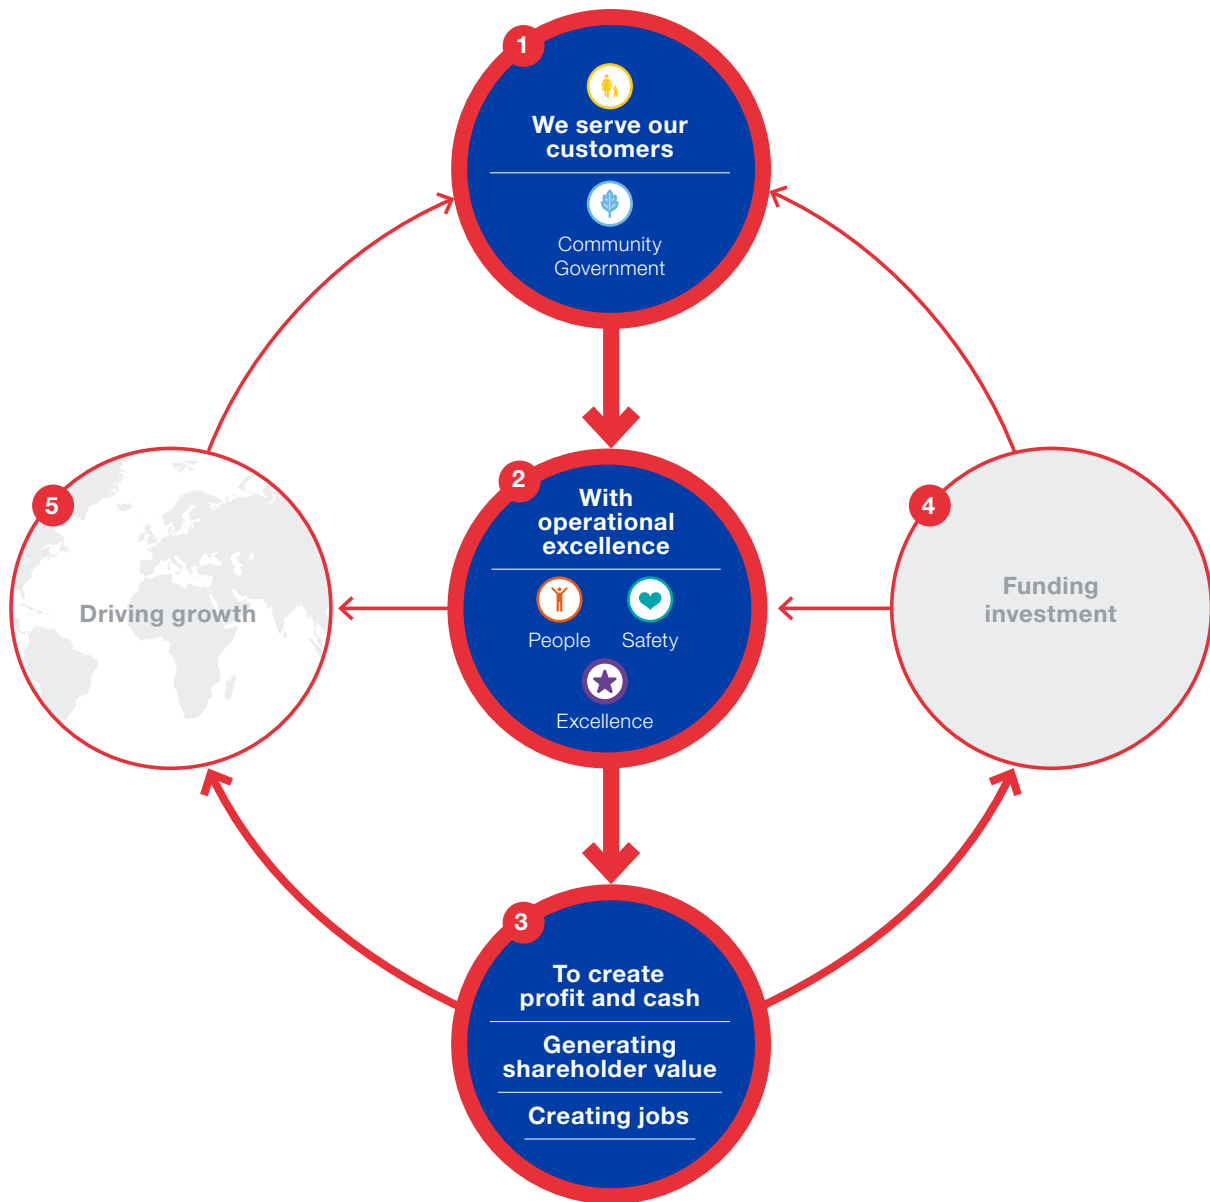 1
We serve our
customers
Community
Government
2
With
operational
excellence
People
Safety
Excellence
3
To create
profit and cash
Generating
shareholder value
Creating jobs
4
Funding
investment
5
Driving growth